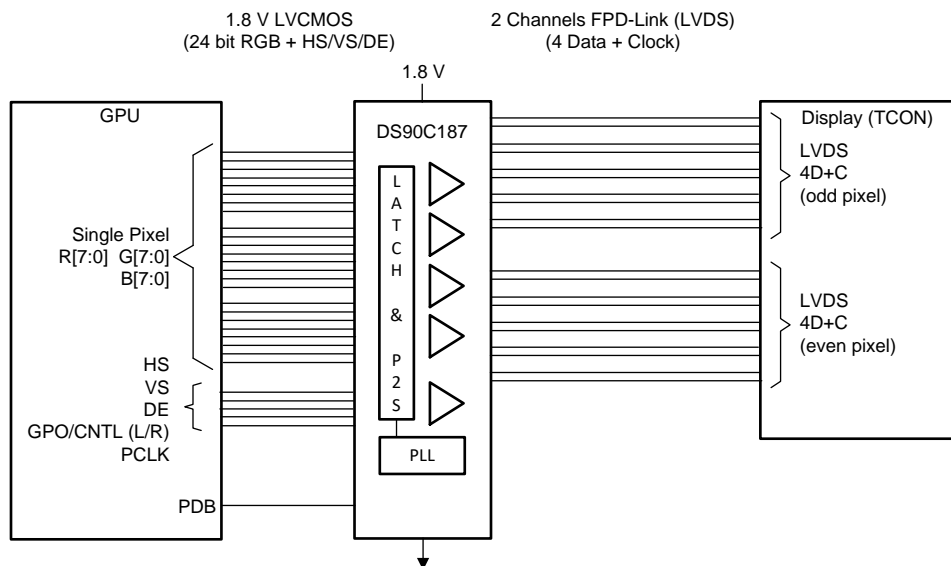 1.8 V LVCMOS
(24 bit RGB + HS/VS/DE)
2 Channels FPD-Link (LVDS)
(4 Data + Clock)
1.8 V
GPU
Single Pixel
R[7:0] G[7:0]
B[7:0]
HS
VS
DE
GPO/CNTL (L/R)
PCLK
PDB
DS90C187
LATCH & P2S
PLL
Display (TCON)
LVDS
4D+C
(odd pixel)
LVDS
4D+C
(even pixel)